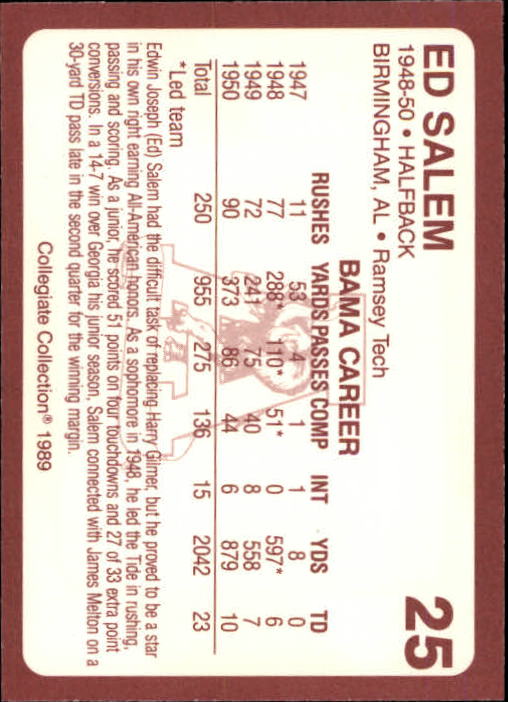 ED SALEM 25
1948-50 • HALFBACK
BIRMINGHAM, AL • Ramsey Tech
BAMA CAREER
RUSHES YARDS PASSES COMP INT YDS TD
1947 11 53 4 1 1 8 0
1948 77 288* 110* 51* 0 597* 6
1949 72 241 75 40 8 558 7
1950 90 373 86 44 6 879 10
Total 250 955 275 136 15 2042 23
*Led team
Edwin Joseph (Ed) Salem had the difficult task of replacing Harry Gilmer, but he proved to be a star
in his own right earning All-American honors. As a sophomore in 1948, he led the Tide in rushing,
passing and scoring. As a junior, he scored 51 points on four touchdowns and 27 of 33 extra point
conversions. In a 14-7 win over Georgia his junior season, Salem connected with James Melton on a
30-yard TD pass late in the second quarter for the winning margin.
Collegiate Collection® 1989